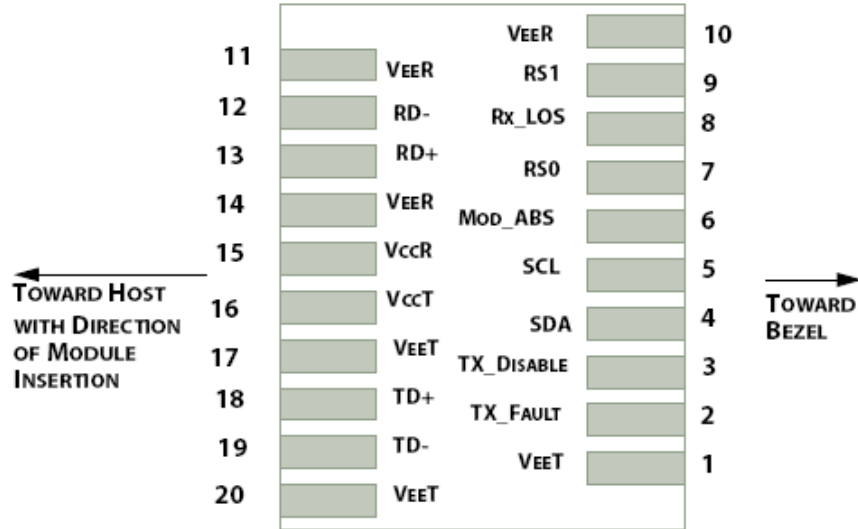 VEER 10
11 VEER
RS1 9
12 RD-
Rx_LOS 8
13 RD+
RS0 7
14 VEER
MOD_ABS 6
15 VCCR
SCL 5
TOWARD HOST
WITH DIRECTION
OF MODULE
INSERTION
TOWARD
BEZEL
16 VCCT
SDA 4
17 VEET
TX_DISABLE 3
18 TD+
TX_FAULT 2
19 TD-
VEET 1
20 VEET